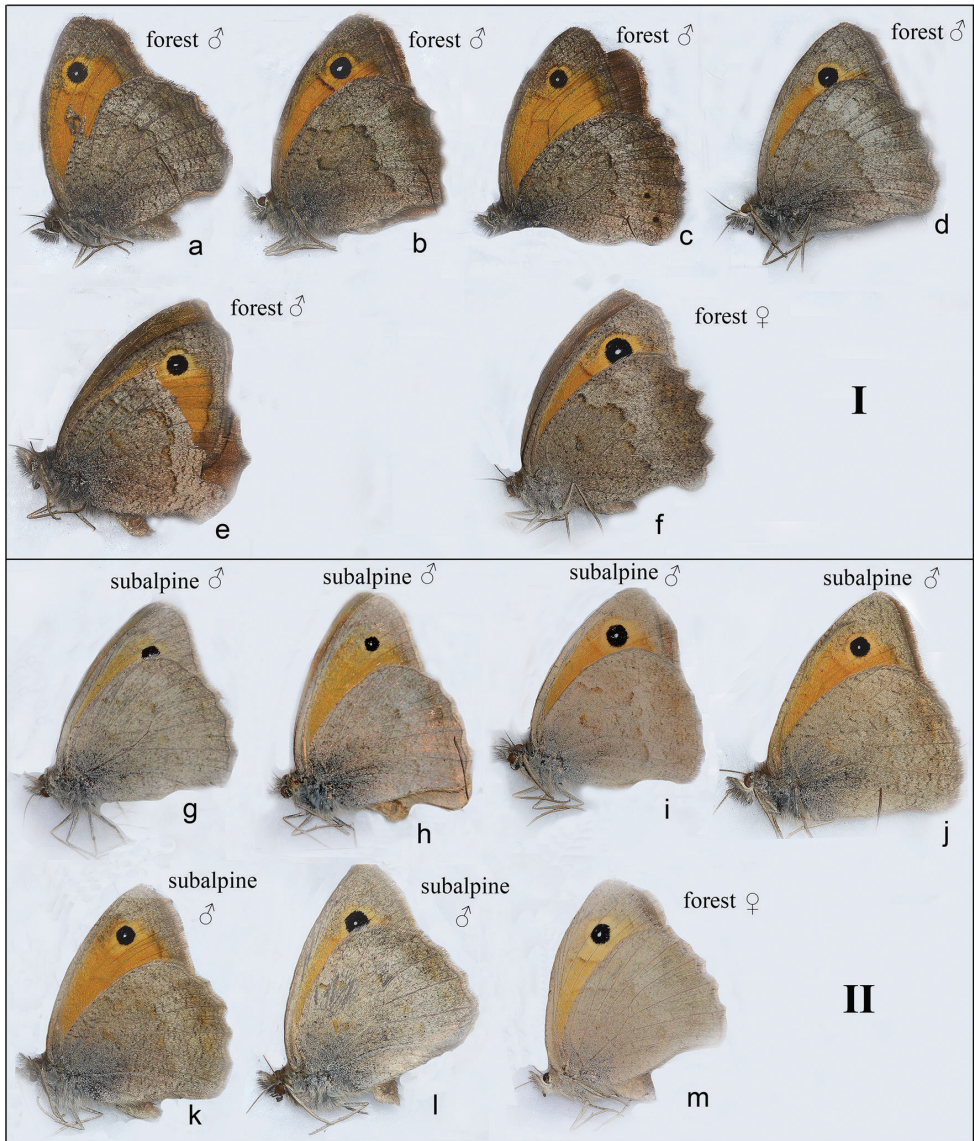 forest ♂
forest ♂
forest ♂
forest ♂
a
b
c
d
forest ♂
forest ♀
I
e
f
subalpine ♂
subalpine ♂
subalpine ♂
subalpine ♂
g
h
i
j
subalpine
♂
subalpine
♂
forest ♀
II
k
l
m